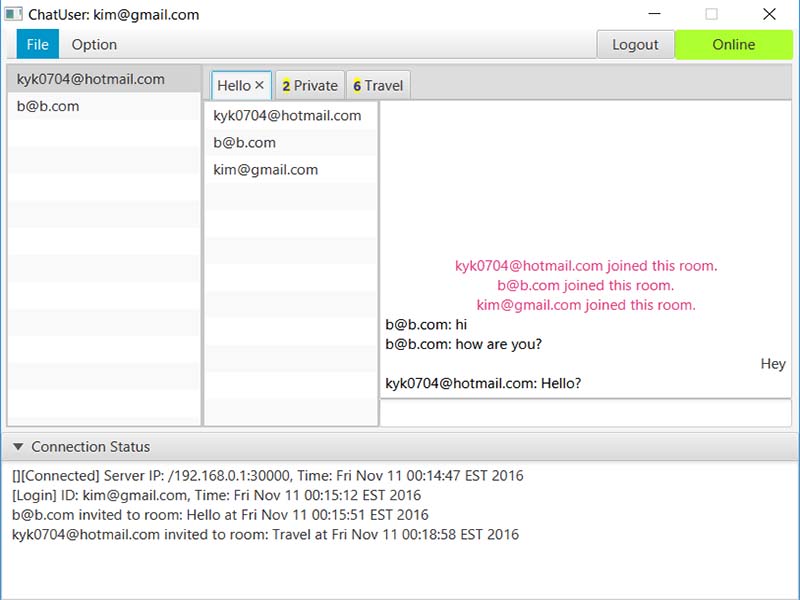 ChatUser: kim@gmail.com
File Option Logout Online
kyk0704@hotmail.com
b@b.com
Hello × 2 Private 6 Travel
kyk0704@hotmail.com
b@b.com
kim@gmail.com
kyk0704@hotmail.com joined this room.
b@b.com joined this room.
kim@gmail.com joined this room.
b@b.com: hi
b@b.com: how are you?
Hey
kyk0704@hotmail.com: Hello?
Connection Status
[][Connected] Server IP: /192.168.0.1:30000, Time: Fri Nov 11 00:14:47 EST 2016
[Login] ID: kim@gmail.com, Time: Fri Nov 11 00:15:12 EST 2016
b@b.com invited to room: Hello at Fri Nov 11 00:15:51 EST 2016
kyk0704@hotmail.com invited to room: Travel at Fri Nov 11 00:18:58 EST 2016